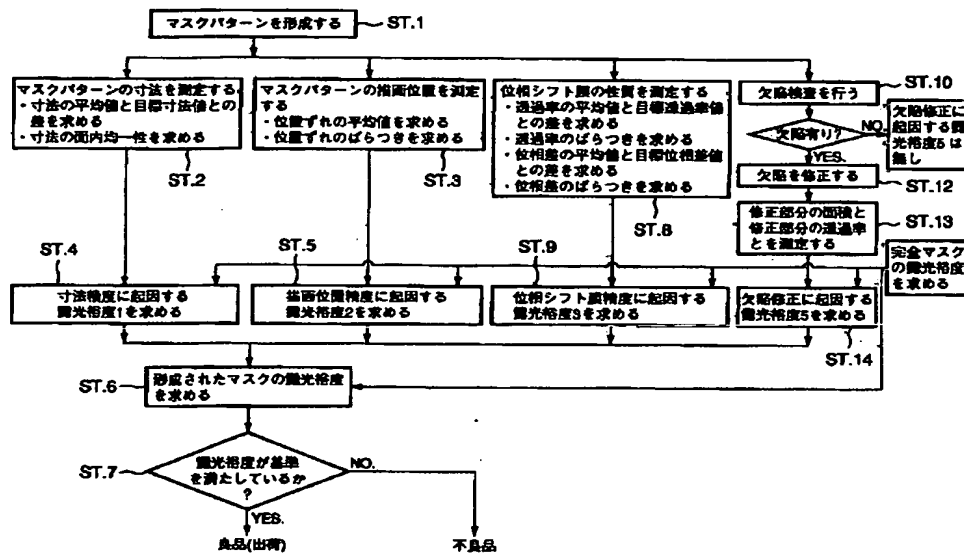 マスクパターンを形成する
ST.1
マスクパターンの寸法を測定する
・寸法の平均値と目標寸法値との
差を求める
・寸法の面内均一性を求める
ST.2
マスクパターンの描画位置を測定
する
・位置ずれの平均値を求める
・位置ずれのばらつきを求める
ST.3
位相シフト膜の性質を測定する
・透過率の平均値と目標透過率値
との差を求める
・透過率のばらつきを求める
・位相差の平均値と目標位相差値
との差を求める
・位相差のばらつきを求める
ST.8
ST.10
欠陥検査を行う
欠陥有り?
NO.
YES.
欠陥修正に
起因する露
光裕度5は
無し
欠陥を修正する
ST.12
修正部分の面積と
修正部分の透過率
とを測定する
ST.13
完全マスク
の露光裕度
を求める
ST.4
寸法精度に起因する
露光裕度1を求める
ST.5
描画位置精度に起因する
露光裕度2を求める
ST.9
位相シフト膜精度に起因する
露光裕度3を求める
欠陥修正に起因する
露光裕度5を求める
ST.14
ST.6
形成されたマスクの露光裕度
を求める
ST.7
露光裕度が基準
を満たしているか
?
NO.
YES.
良品(出荷)
不良品